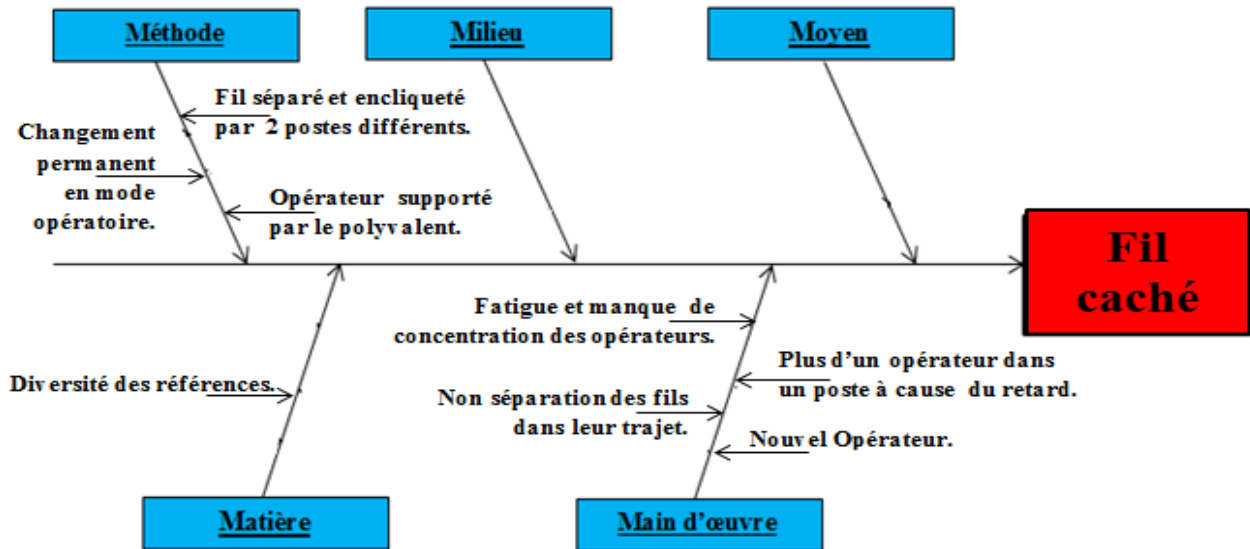 Méthode
Milieu
Moyen
Fil séparé et encliqueté
par 2 postes différents.
Changement
permanent
en mode
opératoire.
Opérateur supporté
par le polyvalent.
Fil
caché
Fatigue et manque de
concentration des opérateurs.
Plus d'un opérateur dans
un poste à cause du retard.
Diversité des références.
Non séparation des fils
dans leur trajet.
Nouvel Opérateur.
Matière
Main d'œuvre